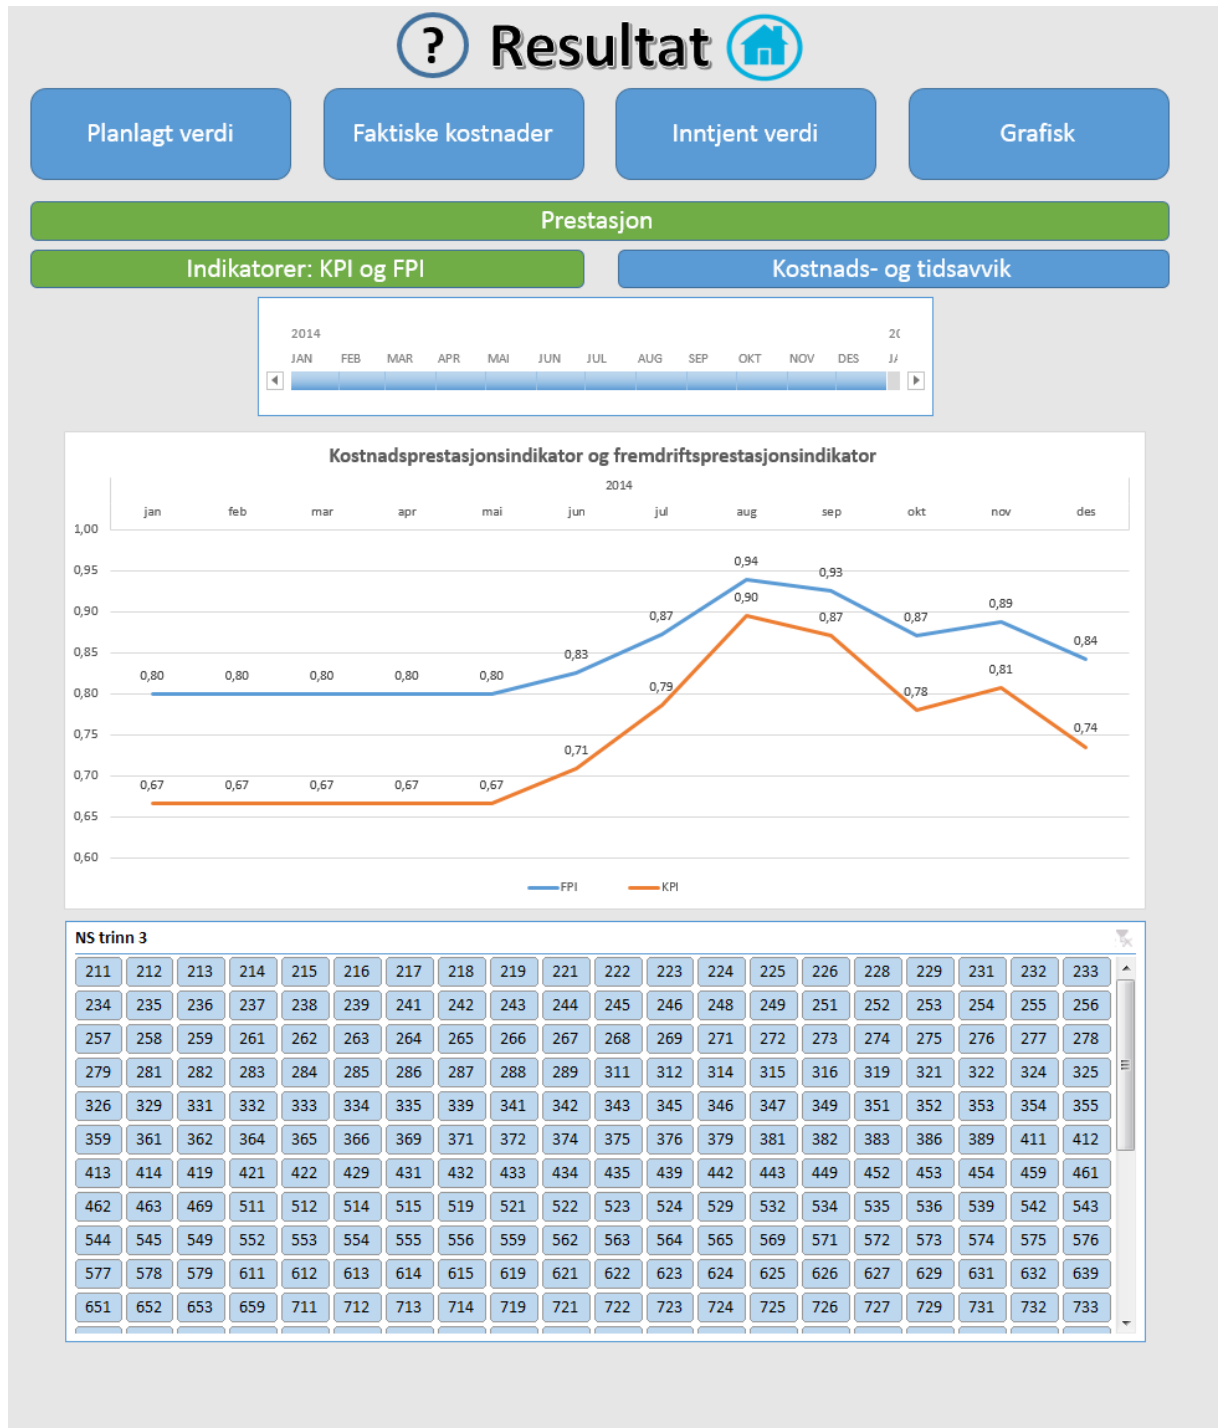 ? Resultat
Planlagt verdi Faktiske kostnader Inntjent verdi Grafisk
Prestasjon
Indikatorer: KPI og FPI Kostnads- og tidsavvik
2014
JAN FEB MAR APR MAI JUN JUL AUG SEP OKT NOV DES
Kostnadsprestasjonsindikator og fremdriftsprestasjonsindikator
2014
jan feb mar apr mai jun jul aug sep okt nov des
1,00
0,95
0,90
0,85
0,80
0,75
0,70
0,65
0,60
0,80 0,80 0,80 0,80 0,80 0,83 0,87 0,94 0,93 0,87 0,89 0,84
0,67 0,67 0,67 0,67 0,67 0,71 0,79 0,90 0,87 0,78 0,81 0,74
FPI KPI
NS trinn 3
211 212 213 214 215 216 217 218 219 221 222 223 224 225 226 228 229 231 232 233
234 235 236 237 238 239 241 242 243 244 245 246 248 249 251 252 253 254 255 256
257 258 259 261 262 263 264 265 266 267 268 269 271 272 273 274 275 276 277 278
279 281 282 283 284 285 286 287 288 289 311 312 314 315 316 319 321 322 324 325
326 329 331 332 333 334 335 339 341 342 343 345 346 347 349 351 352 353 354 355
359 361 362 364 365 366 369 371 372 374 375 376 379 381 382 383 386 389 411 412
413 414 419 421 422 429 431 432 433 434 435 439 442 443 449 452 453 454 459 461
462 463 469 511 512 514 515 519 521 522 523 524 529 532 534 535 536 539 542 543
544 545 549 552 553 554 555 556 559 562 563 564 565 569 571 572 573 574 575 576
577 578 579 611 612 613 614 615 619 621 622 623 624 625 626 627 629 631 632 639
651 652 653 659 711 712 713 714 719 721 722 723 724 725 726 727 729 731 732 733